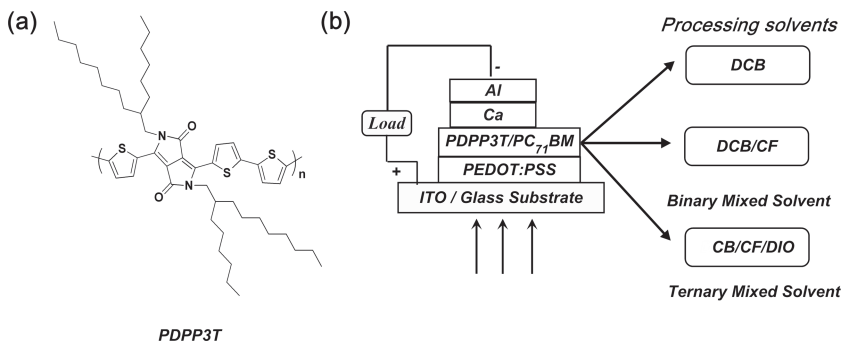 (a)
N
O
S
S
S
n
O
N
PDPP3T
(b)
Processing solvents
-
Al
Ca
Load
PDPP3T/PC71BM
+
PEDOT:PSS
ITO / Glass Substrate
DCB
DCB/CF
Binary Mixed Solvent
CB/CF/DIO
Ternary Mixed Solvent